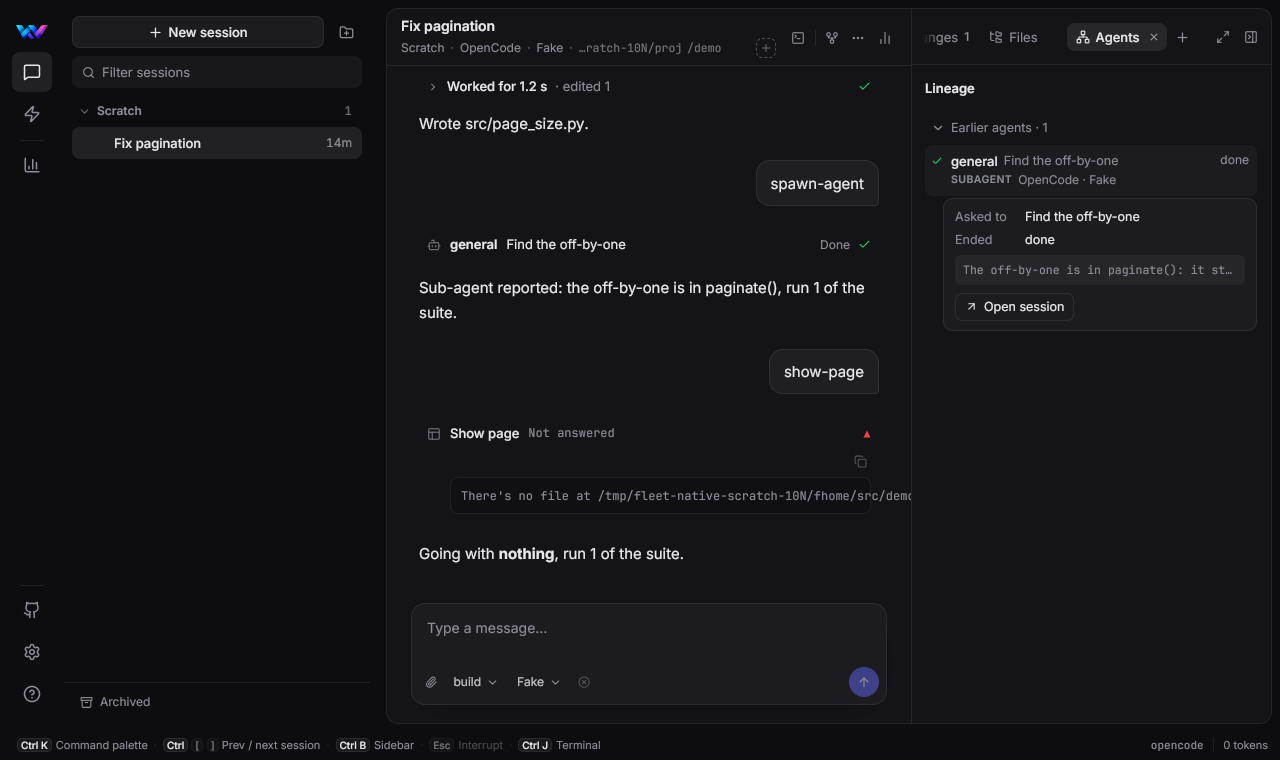 New session
Filter sessions
Scratch 1
Fix pagination 14m
Archived
Fix pagination
Scratch · OpenCode · Fake · …ratch-10N/proj /demo
Worked for 1.2 s · edited 1
Wrote src/page_size.py.
spawn-agent
general Find the off-by-one Done
Sub-agent reported: the off-by-one is in paginate(), run 1 of the
suite.
show-page
Show page Not answered
There's no file at /tmp/fleet-native-scratch-10N/fhome/src/demo
Going with nothing, run 1 of the suite.
Type a message...
build Fake
nges 1 Files Agents
Lineage
Earlier agents · 1
general Find the off-by-one done
SUBAGENT OpenCode · Fake
Asked to Find the off-by-one
Ended done
The off-by-one is in paginate(): it st…
Open session
Ctrl K Command palette · Ctrl [ ] Prev / next session · Ctrl B Sidebar · Esc Interrupt · Ctrl J Terminal
opencode 0 tokens